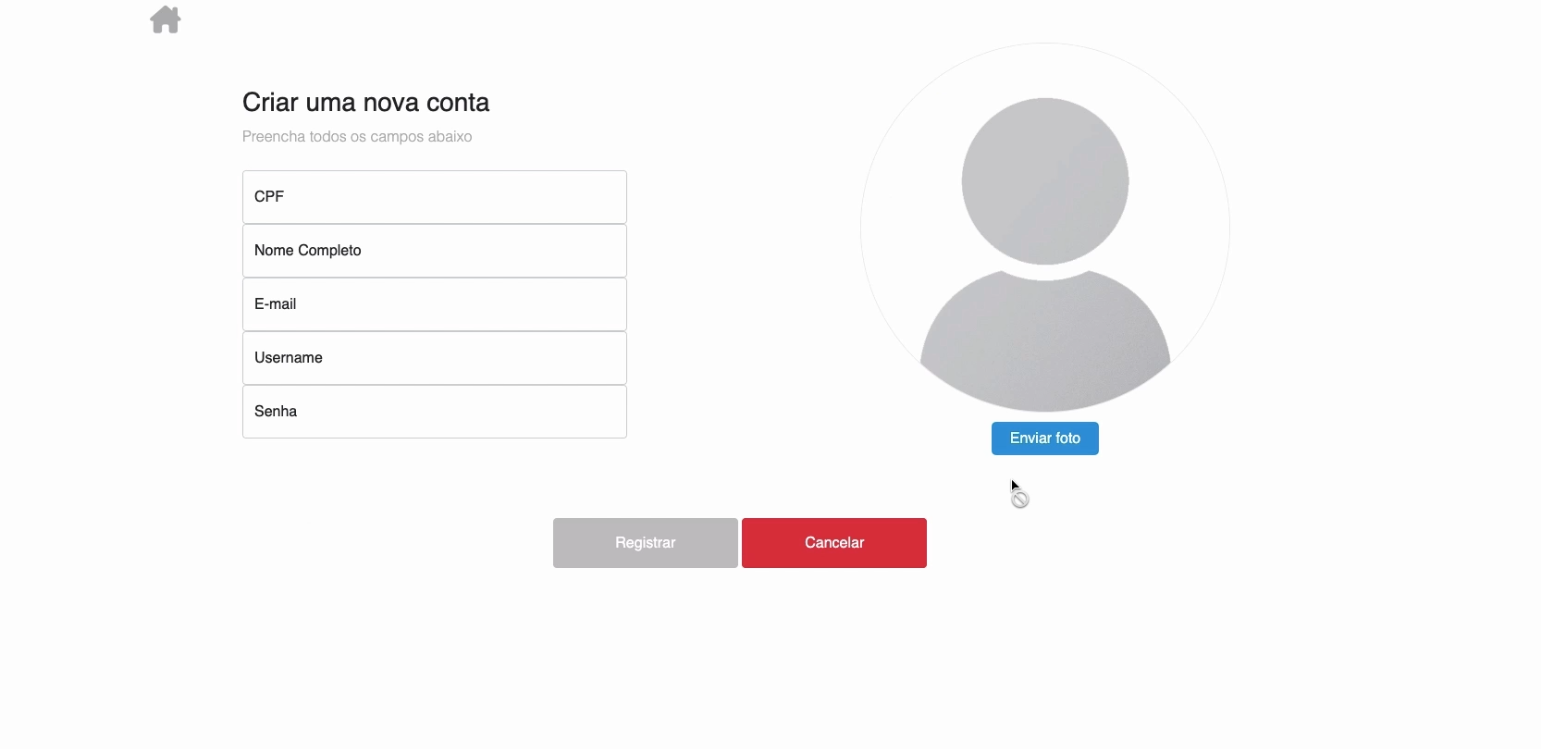 Criar uma nova conta
Preencha todos os campos abaixo
CPF
Nome Completo
E-mail
Username
Senha
Enviar foto
Registrar
Cancelar